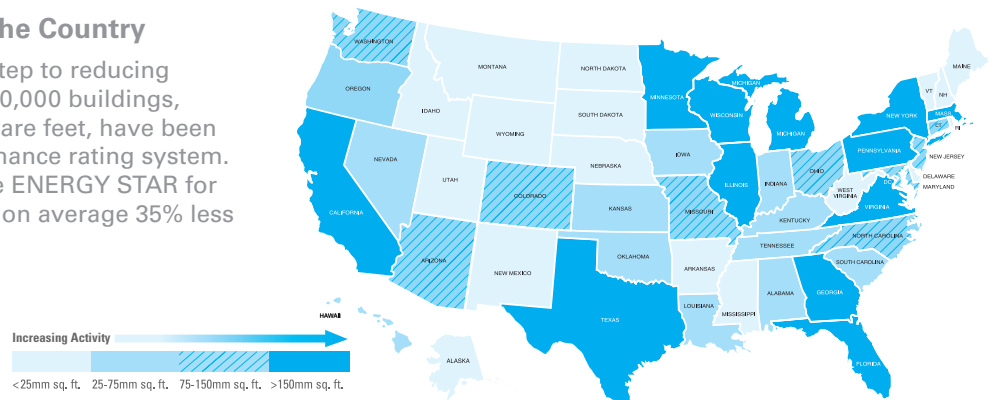 he Country
tep to reducing
0,000 buildings,
are feet, have been
nance rating system.
e ENERGY STAR for
on average 35% less
WASHINGTON
OREGON
CALIFORNIA
NEVADA
IDAHO
MONTANA
WYOMING
UTAH
COLORADO
ARIZONA
NEW MEXICO
NORTH DAKOTA
SOUTH DAKOTA
NEBRASKA
KANSAS
OKLAHOMA
TEXAS
MINNESOTA
IOWA
MISSOURI
ARKANSAS
LOUISIANA
WISCONSIN
ILLINOIS
MICHIGAN
MICHIGAN
INDIANA
OHIO
KENTUCKY
TENNESSEE
MISSISSIPPI
ALABAMA
GEORGIA
FLORIDA
SOUTH CAROLINA
NORTH CAROLINA
VIRGINIA
WEST
VIRGINIA
DC
PENNSYLVANIA
NEW YORK
VT
NH
MAINE
MASS
CT
RI
NEW JERSEY
DELAWARE
MARYLAND
HAWAII
ALASKA
Increasing Activity
<25mm sq. ft. 25-75mm sq. ft. 75-150mm sq. ft. >150mm sq. ft.